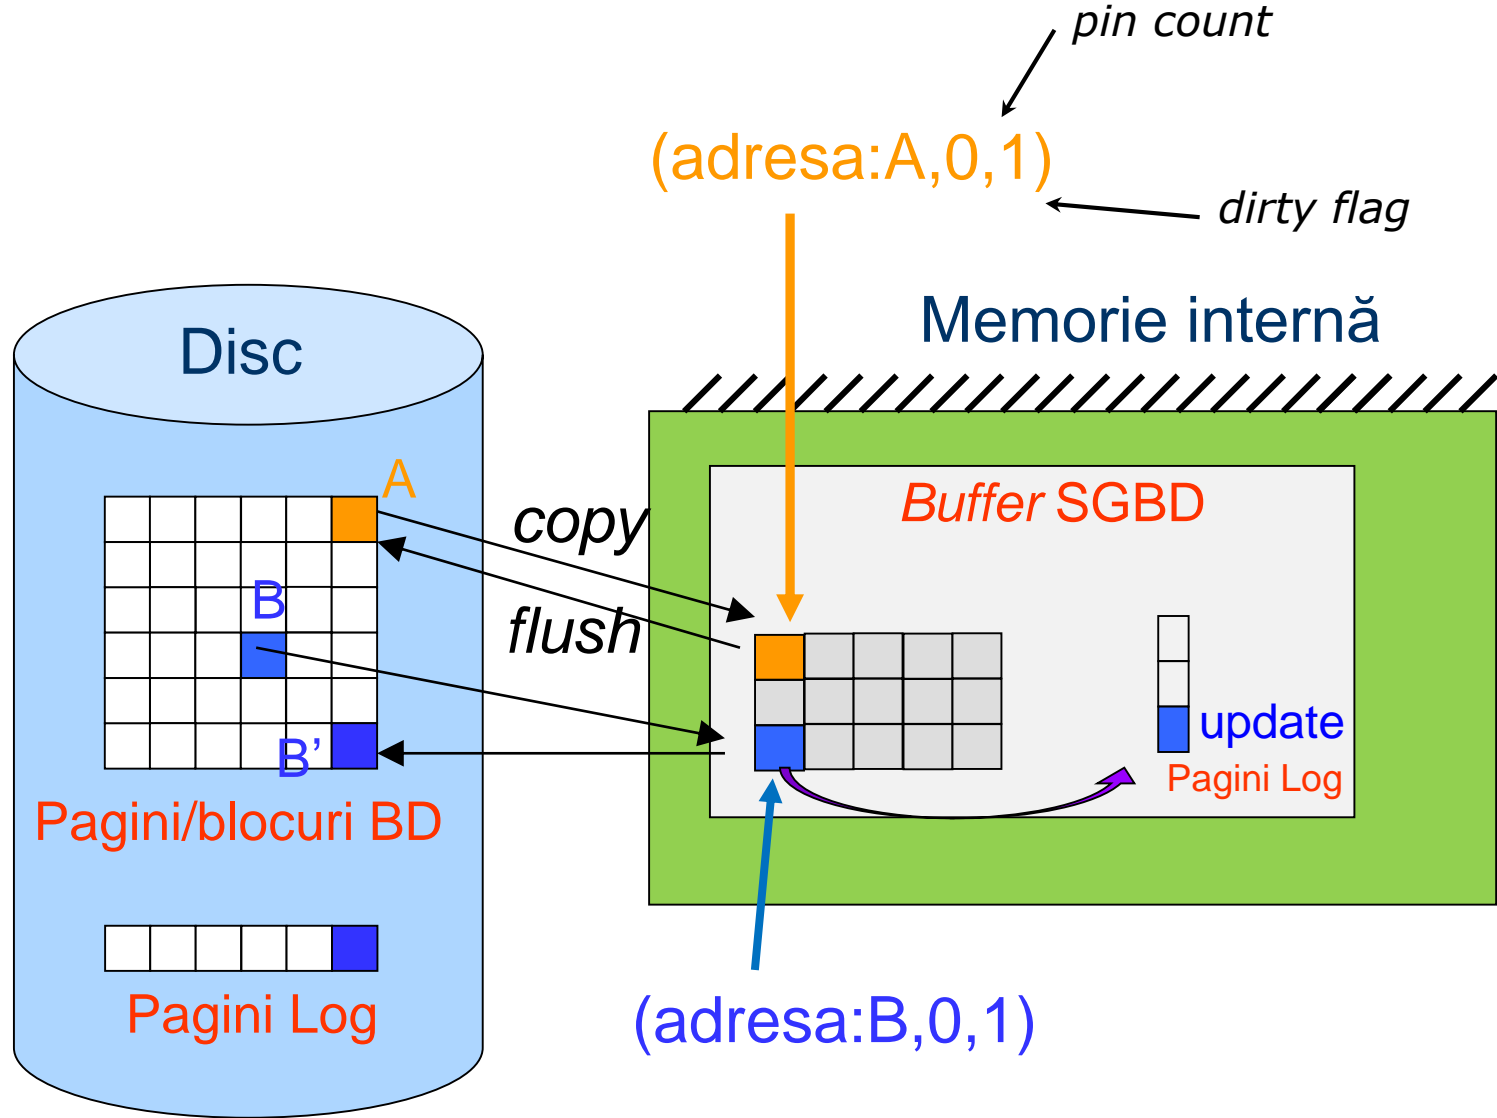 pin count
(adresa:A,0,1)
dirty flag
Memorie internă
Disc
A
copy
Buffer SGBD
B
flush
update
B’
Pagini Log
Pagini/blocuri BD
Pagini Log
(adresa:B,0,1)